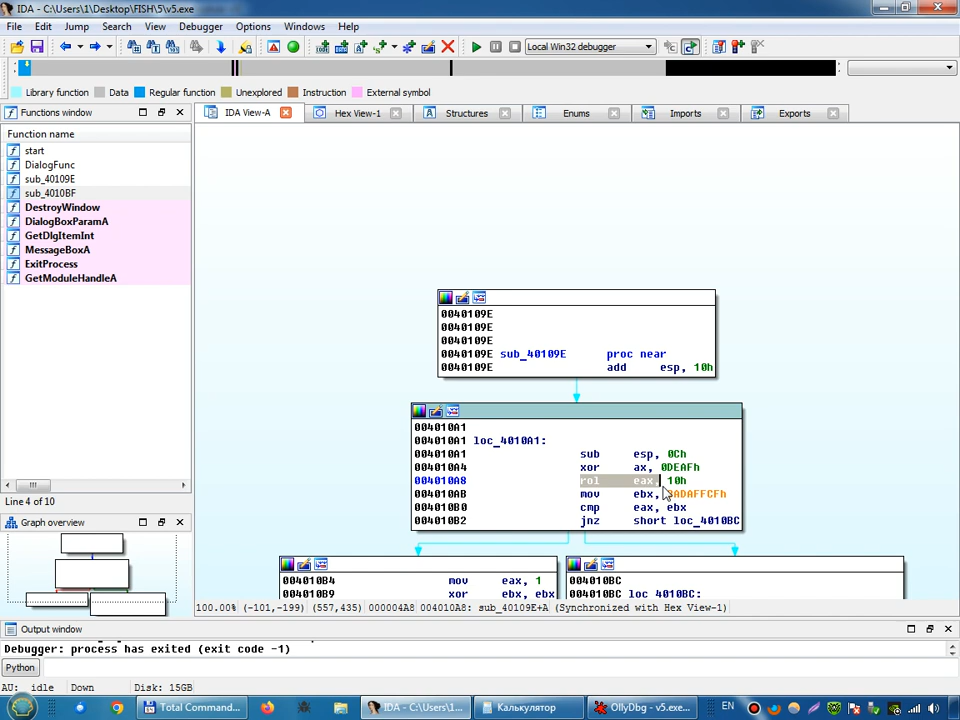 IDA - C:\Users\1\Desktop\FISH\5\v5.exe
File Jump Search View Debugger Options Windows Help
Local Win32 debugger
Library function Data Regular function Unexplored Instruction External symbol
Functions window IDA View-A Hex View-1 Structures Enums Imports Exports
Function name
start
DialogFunc
sub_40109E
sub_4010BF
DestroyWindow
DialogBoxParamA
GetDlgItemInt
MessageBoxA
ExitProcess
GetModuleHandleA
Line 4 of 10
Graph overview
0040109E
0040109E
0040109E
0040109E sub_40109E proc near
0040109E add esp, 10h
004010A1
004010A1 loc_4010A1:
004010A1 sub esp, 0Ch
004010A4 xor ax, 0DEAFh
004010A8 rol eax, 10h
004010AB mov ebx,
004010B0 cmp eax, ebx
004010B2 jnz short loc_4010BC
004010B4 mov eax, 1
004010B9 xor ebx, ebx
004010BC
004010BC loc_4010BC:
100.00% (-101,-199) (557,435) 000004A8 004010A8: sub_40109E+A (Synchronized with Hex View-1)
Output window
Debugger: process has exited (exit code -1)
Python
AU: idle Down Disk: 15GB
Total Comman... IDA - C:\Users\1... Калькулятор OllyDbg - v5.exe... EN 10:08